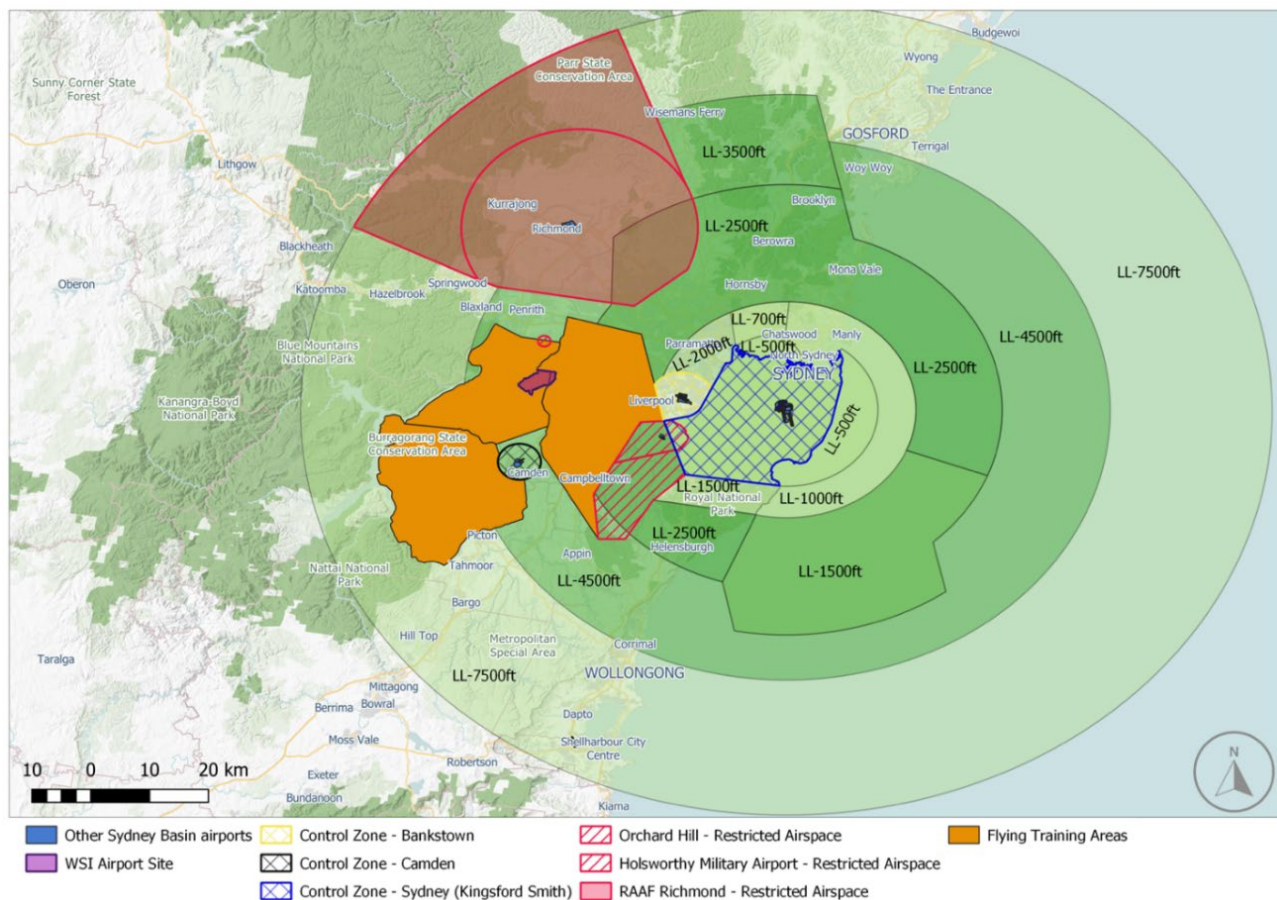 Budgewoi
Wyong
Sunny Corner State
Forest
Parr State
Conservation Area
The Entrance
Wisemans Ferry
GOSFORD
Terrigal
Lithgow
LL-3500ft
Woy Woy
Kurrajong
Brooklyn
Richmond
LL-2500ft
Berowra
Blackheath
LL-7500ft
Mona Vale
Oberon
Katoomba
Springwood
Hazelbrook
Hornsby
Blaxland
Penrith
LL-700ft
Chatswood
Manly
LL-4500ft
Blue Mountains
National Park
Parramatta
LL-2000ft
LL-500ft
North Sydney
SYDNEY
LL-2500ft
Kanangra-Boyd
National Park
Liverpool
LL-500ft
Burragorang State
Conservation Area
Camden
Campbelltown
LL-1500ft
Royal National
Park
LL-1000ft
Picton
LL-2500ft
Helensburgh
Appin
Nattai National
Park
Tahmoor
LL-4500ft
LL-1500ft
Bargo
Hill Top
Metropolitan
Special Area
Corrimal
Taralga
LL-7500ft
WOLLONGONG
Mittagong
Berrima
Bowral
Dapto
Moss Vale
Shellharbour City
Centre
Robertson
10 0 10 20 km
Exeter
Bundanoon
Kiama
N
Other Sydney Basin airports
WSI Airport Site
Control Zone - Bankstown
Control Zone - Camden
Control Zone - Sydney (Kingsford Smith)
Orchard Hill - Restricted Airspace
Holsworthy Military Airport - Restricted Airspace
RAAF Richmond - Restricted Airspace
Flying Training Areas